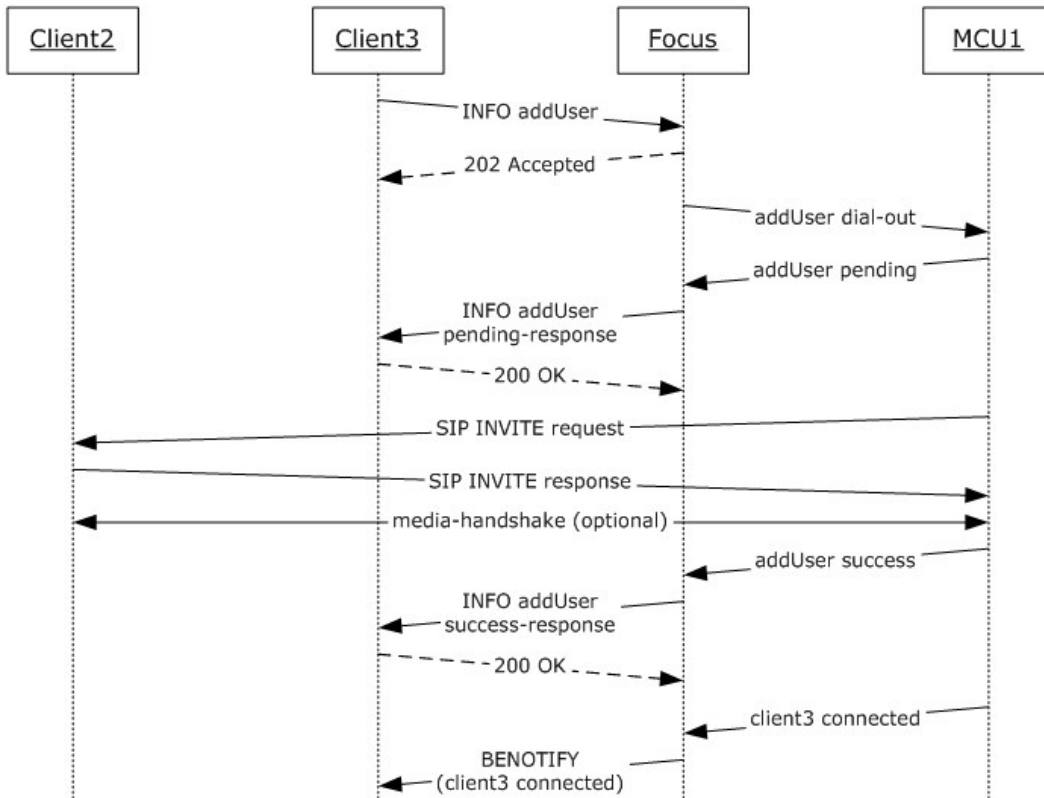 Client2
Client3
Focus
MCU1
INFO addUser
202 Accepted
addUser dial-out
addUser pending
INFO addUser
pending-response
200 OK
SIP INVITE request
SIP INVITE response
media-handshake (optional)
addUser success
INFO addUser
success-response
200 OK
client3 connected
BENOTIFY
(client3 connected)